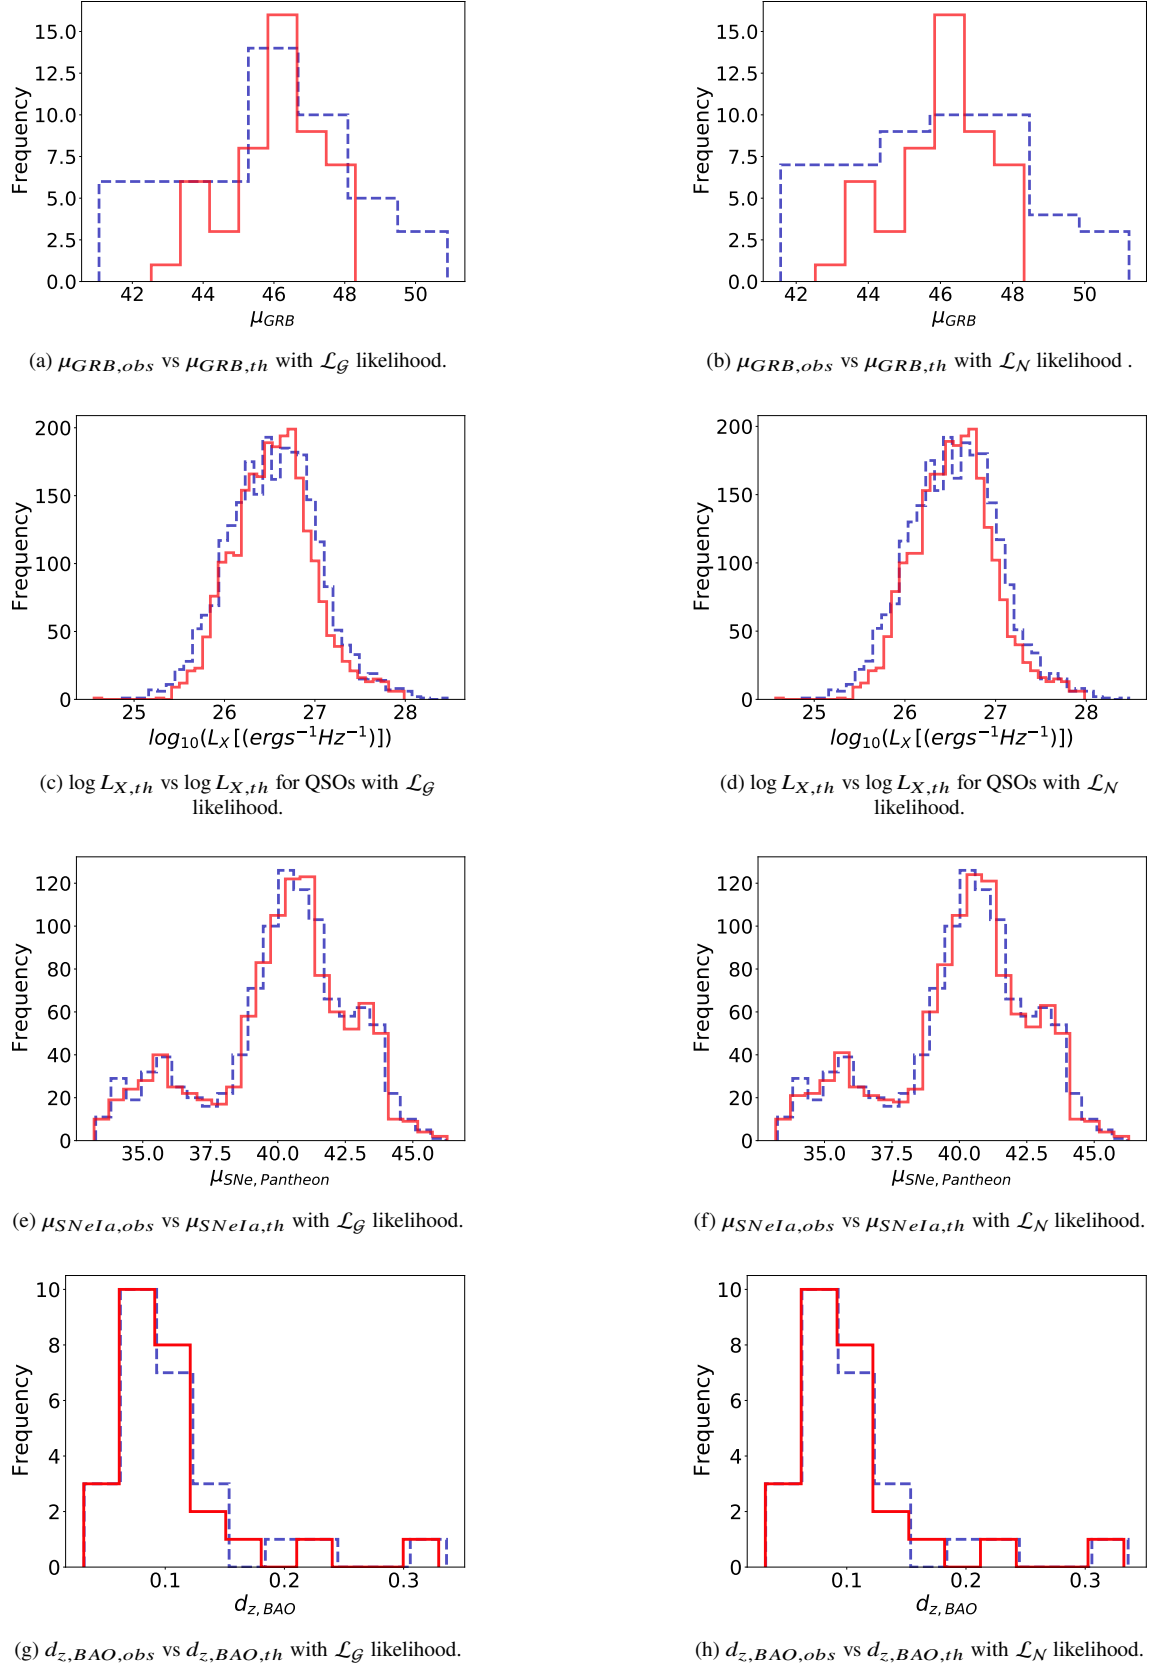 15.0
12.5
10.0
7.5
5.0
2.5
0.0
Frequency
42 44 46 48 50
μGRB
(a) μGRB,obs vs μGRB,th with ℒ𝒢 likelihood.
15.0
12.5
10.0
7.5
5.0
2.5
0.0
Frequency
42 44 46 48 50
μGRB
(b) μGRB,obs vs μGRB,th with ℒ𝒩 likelihood .
200
150
100
50
0
Frequency
25 26 27 28
log10(LX[(ergs−1Hz−1)])
(c) log LX,th vs log LX,th for QSOs with ℒ𝒢
likelihood.
200
150
100
50
0
Frequency
25 26 27 28
log10(LX[(ergs−1Hz−1)])
(d) log LX,th vs log LX,th for QSOs with ℒ𝒩
likelihood.
120
100
80
60
40
20
0
Frequency
35.0 37.5 40.0 42.5 45.0
μSNe, Pantheon
(e) μSNeIa,obs vs μSNeIa,th with ℒ𝒢 likelihood.
120
100
80
60
40
20
0
Frequency
35.0 37.5 40.0 42.5 45.0
μSNe, Pantheon
(f) μSNeIa,obs vs μSNeIa,th with ℒ𝒩 likelihood.
10
8
6
4
2
0
Frequency
0.1 0.2 0.3
dz, BAO
(g) dz,BAO,obs vs dz,BAO,th with ℒ𝒢 likelihood.
10
8
6
4
2
0
Frequency
0.1 0.2 0.3
dz, BAO
(h) dz,BAO,obs vs dz,BAO,th with ℒ𝒩 likelihood.